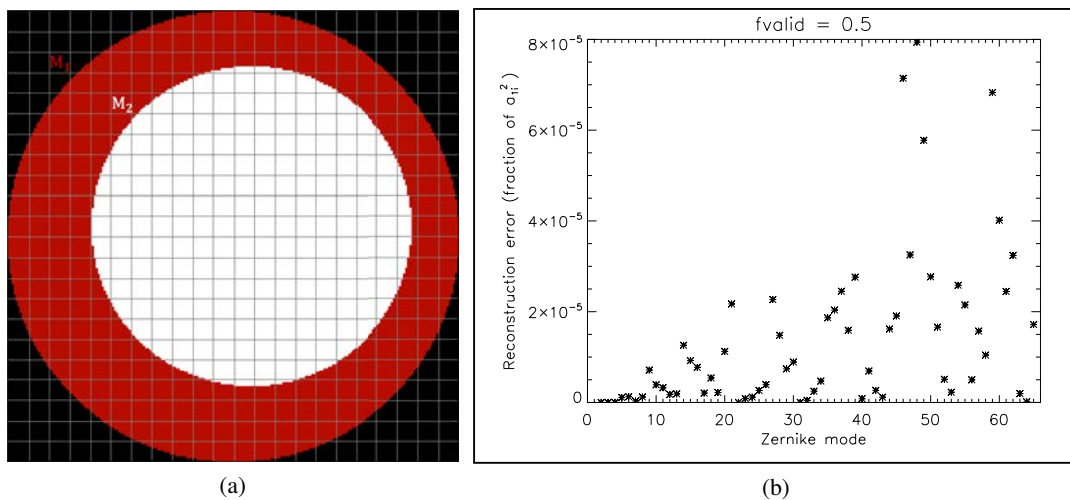 M₁
M₂
(a)
fvalid = 0.5
Reconstruction error (fraction of a₁ᵢ²)
8×10⁻⁵
6×10⁻⁵
4×10⁻⁵
2×10⁻⁵
0
0 10 20 30 40 50 60
Zernike mode
(b)